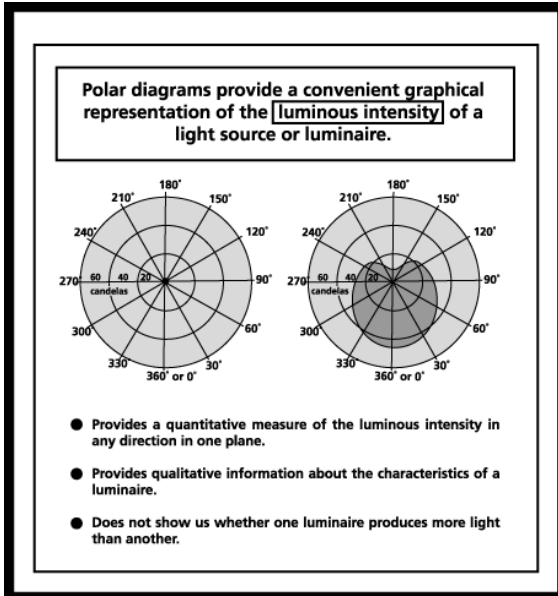 Polar diagrams provide a convenient graphical
representation of the luminous intensity of a
light source or luminaire.
180°
210°
150°
240°
120°
270°
60
40
20
90°
candelas
300°
60°
330°
30°
360° or 0°
180°
210°
150°
240°
120°
270°
60
40
20
90°
candelas
300°
60°
330°
30°
360° or 0°
● Provides a quantitative measure of the luminous intensity in
any direction in one plane.
● Provides qualitative information about the characteristics of a
luminaire.
● Does not show us whether one luminaire produces more light
than another.